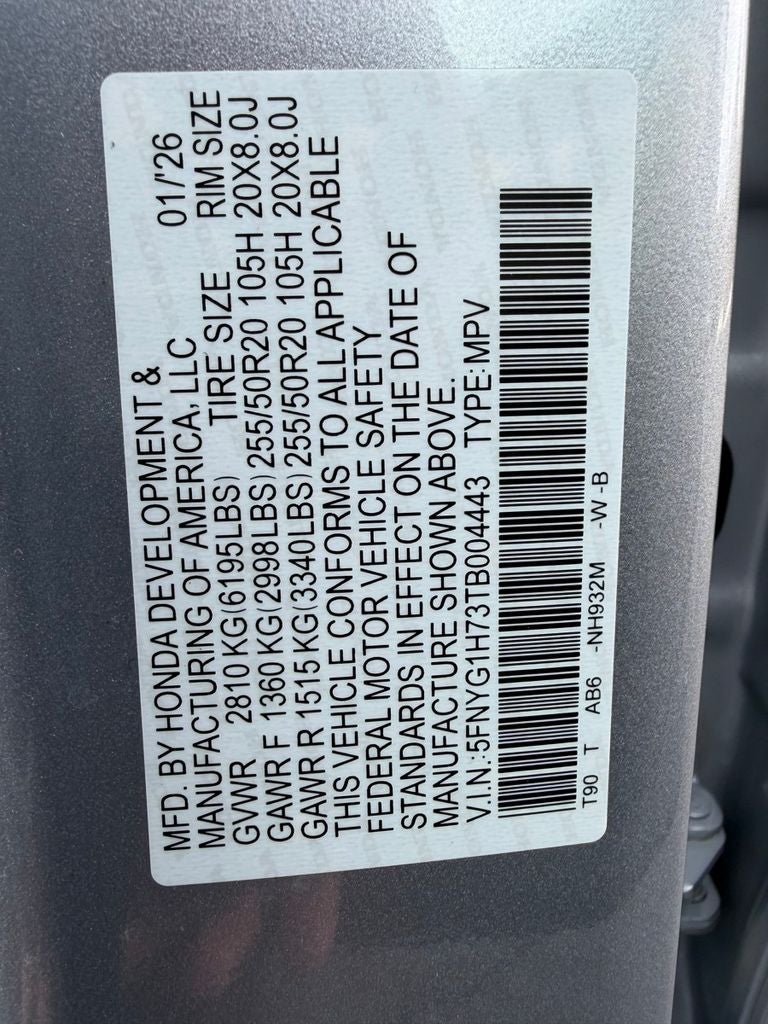 MFD. BY HONDA DEVELOPMENT & 01/'26
MANUFACTURING OF AMERICA, LLC
GVWR 2810 KG(6195LBS) TIRE SIZE RIM SIZE
GAWR F 1360 KG(2998LBS) 255/50R20 105H 20X8.0J
GAWR R 1515 KG(3340LBS) 255/50R20 105H 20X8.0J
THIS VEHICLE CONFORMS TO ALL APPLICABLE
FEDERAL MOTOR VEHICLE SAFETY
STANDARDS IN EFFECT ON THE DATE OF
MANUFACTURE SHOWN ABOVE.
V.I.N.:5FNYG1H73TB004443 TYPE:MPV
T90 T AB6 -NH932M -W -B